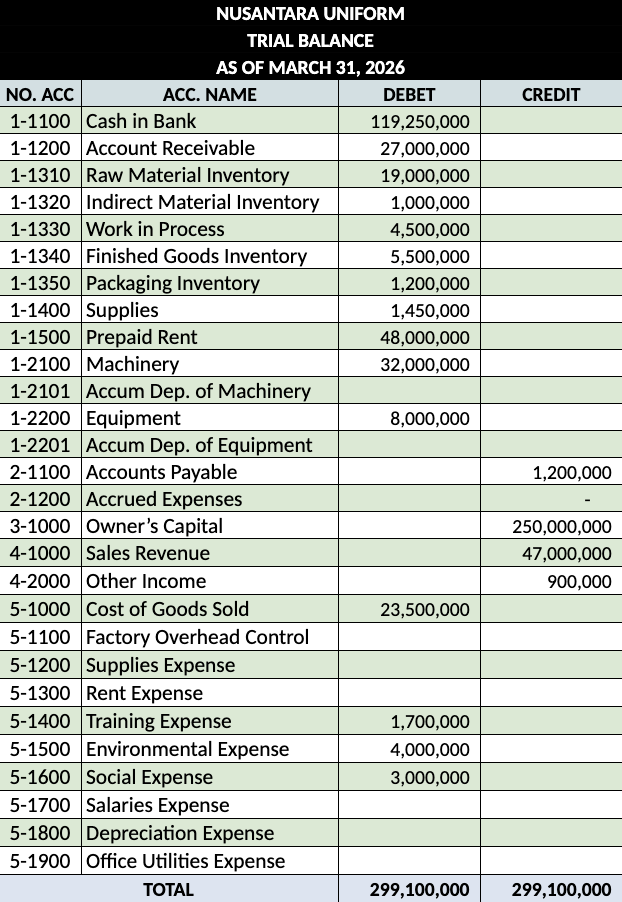 NUSANTARA UNIFORM
TRIAL BALANCE
AS OF MARCH 31, 2026
NO. ACC ACC. NAME DEBET CREDIT
1-1100 Cash in Bank 119,250,000
1-1200 Account Receivable 27,000,000
1-1310 Raw Material Inventory 19,000,000
1-1320 Indirect Material Inventory 1,000,000
1-1330 Work in Process 4,500,000
1-1340 Finished Goods Inventory 5,500,000
1-1350 Packaging Inventory 1,200,000
1-1400 Supplies 1,450,000
1-1500 Prepaid Rent 48,000,000
1-2100 Machinery 32,000,000
1-2101 Accum Dep. of Machinery
1-2200 Equipment 8,000,000
1-2201 Accum Dep. of Equipment
2-1100 Accounts Payable 1,200,000
2-1200 Accrued Expenses -
3-1000 Owner’s Capital 250,000,000
4-1000 Sales Revenue 47,000,000
4-2000 Other Income 900,000
5-1000 Cost of Goods Sold 23,500,000
5-1100 Factory Overhead Control
5-1200 Supplies Expense
5-1300 Rent Expense
5-1400 Training Expense 1,700,000
5-1500 Environmental Expense 4,000,000
5-1600 Social Expense 3,000,000
5-1700 Salaries Expense
5-1800 Depreciation Expense
5-1900 Office Utilities Expense
TOTAL 299,100,000 299,100,000